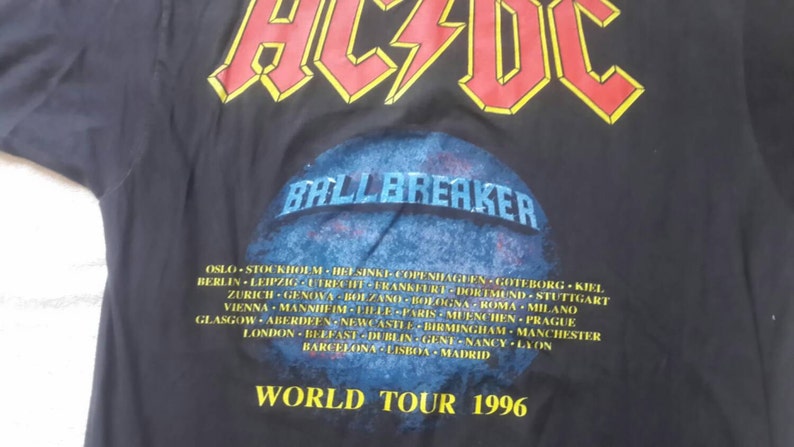 AC⚡DC
BALLBREAKER
OSLO • STOCKHOLM • HELSINKI • COPENHAGUEN • GOTEBORG • KIEL
BERLIN • LEIPZIG • UTRECHT • FRANKFURT • DORTMUND • STUTTGART
ZURICH • GENOVA • BOLZANO • BOLOGNA • ROMA • MILANO
VIENNA • MANNHEIM • LILLE • PARIS • MUENCHEN • PRAGUE
GLASGOW • ABERDEEN • NEWCASTLE • BIRMINGHAM • MANCHESTER
LONDON • BELFAST • DUBLIN • GENT • NANCY • LYON
BARCELONA • LISBOA • MADRID
WORLD TOUR 1996